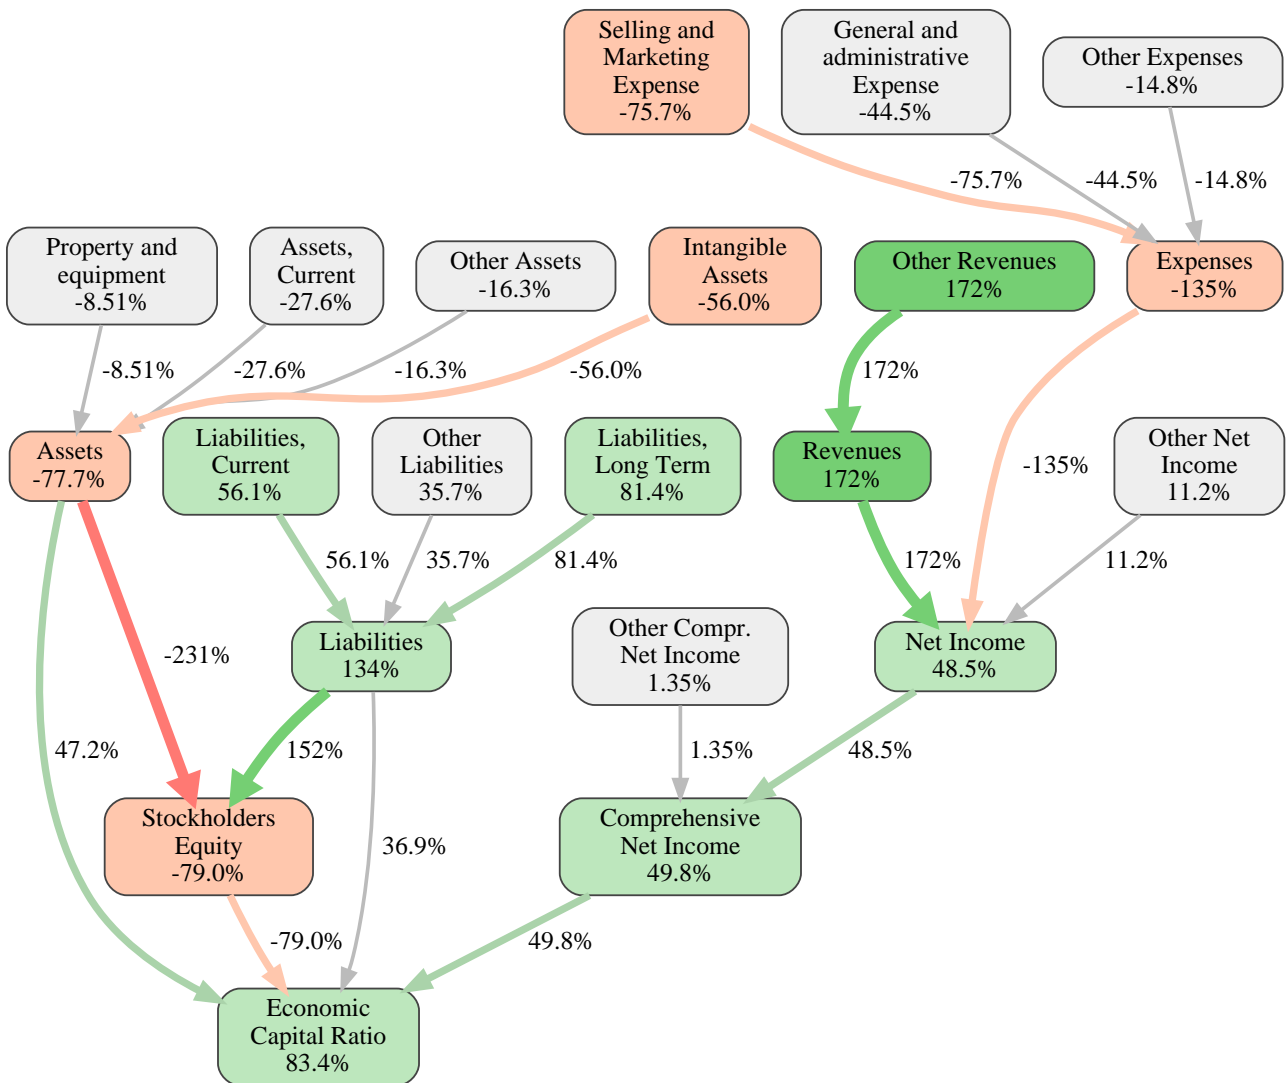 Selling and
Marketing
Expense
-75.7%
General and
administrative
Expense
-44.5%
Other Expenses
-14.8%
-75.7%
-44.5%
-14.8%
Property and
equipment
-8.51%
Assets,
Current
-27.6%
Other Assets
-16.3%
Intangible
Assets
-56.0%
Other Revenues
172%
Expenses
-135%
-8.51%
-27.6%
-16.3%
-56.0%
172%
Assets
-77.7%
Liabilities,
Current
56.1%
Other
Liabilities
35.7%
Liabilities,
Long Term
81.4%
Revenues
172%
-135%
Other Net
Income
11.2%
56.1%
35.7%
81.4%
172%
11.2%
Liabilities
134%
Other Compr.
Net Income
1.35%
Net Income
48.5%
-231%
47.2%
152%
1.35%
48.5%
Stockholders
Equity
-79.0%
36.9%
Comprehensive
Net Income
49.8%
-79.0%
49.8%
Economic
Capital Ratio
83.4%